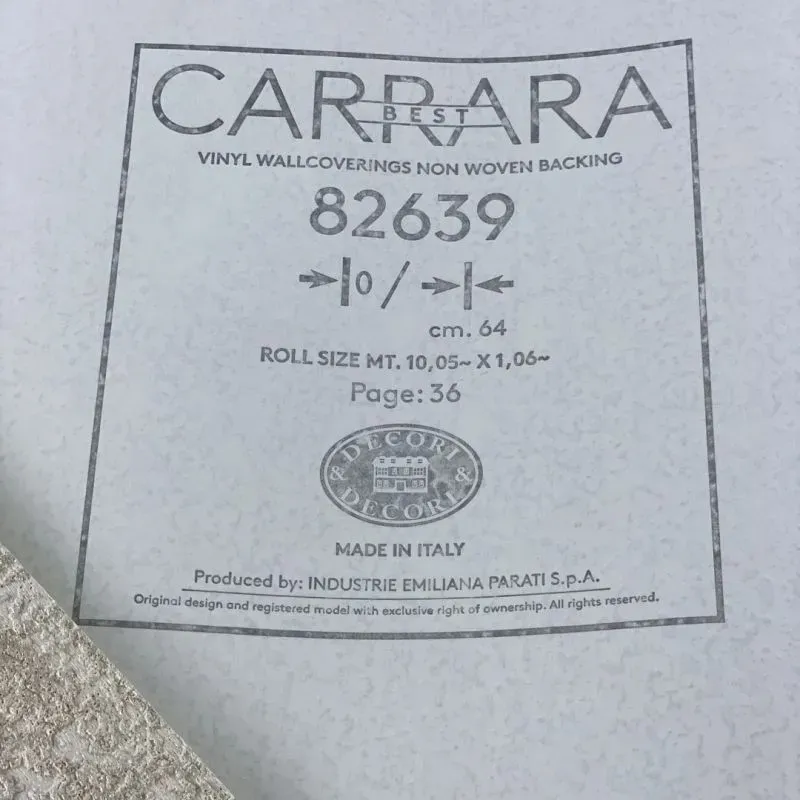 CARRARA
BEST
VINYL WALLCOVERINGS NON WOVEN BACKING
82639
0 /
cm. 64
ROLL SIZE MT. 10,05~ X 1,06~
Page: 36
DECORI
& &
DECORI
MADE IN ITALY
Produced by: INDUSTRIE EMILIANA PARATI S.p.A.
Original design and registered model with exclusive right of ownership. All rights reserved.